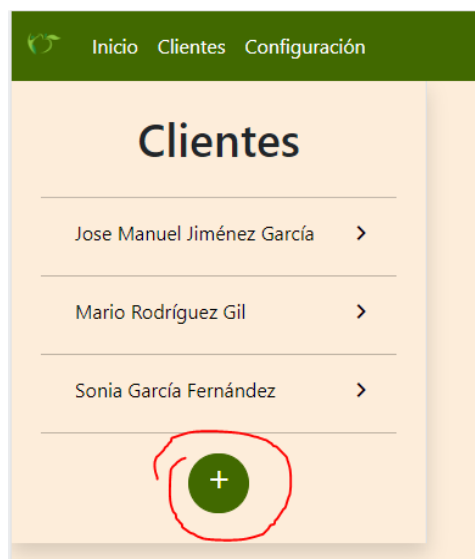 Inicio Clientes Configuración
Clientes
Jose Manuel Jiménez García
Mario Rodríguez Gil
Sonia García Fernández
+